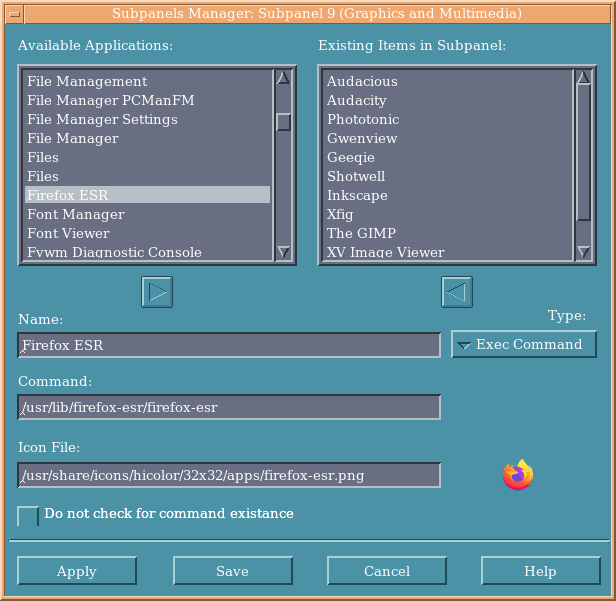 Subpanels Manager: Subpanel 9 (Graphics and Multimedia)
Available Applications:
Existing Items in Subpanel:
File Management
File Manager PCManFM
File Manager Settings
File Manager
Files
Files
Firefox ESR
Font Manager
Font Viewer
Fvwm Diagnostic Console
Audacious
Audacity
Phototonic
Gwenview
Geeqie
Shotwell
Inkscape
Xfig
The GIMP
XV Image Viewer
Name:
Type:
Firefox ESR
Exec Command
Command:
/usr/lib/firefox-esr/firefox-esr
Icon File:
/usr/share/icons/hicolor/32x32/apps/firefox-esr.png
Do not check for command existance
Apply
Save
Cancel
Help